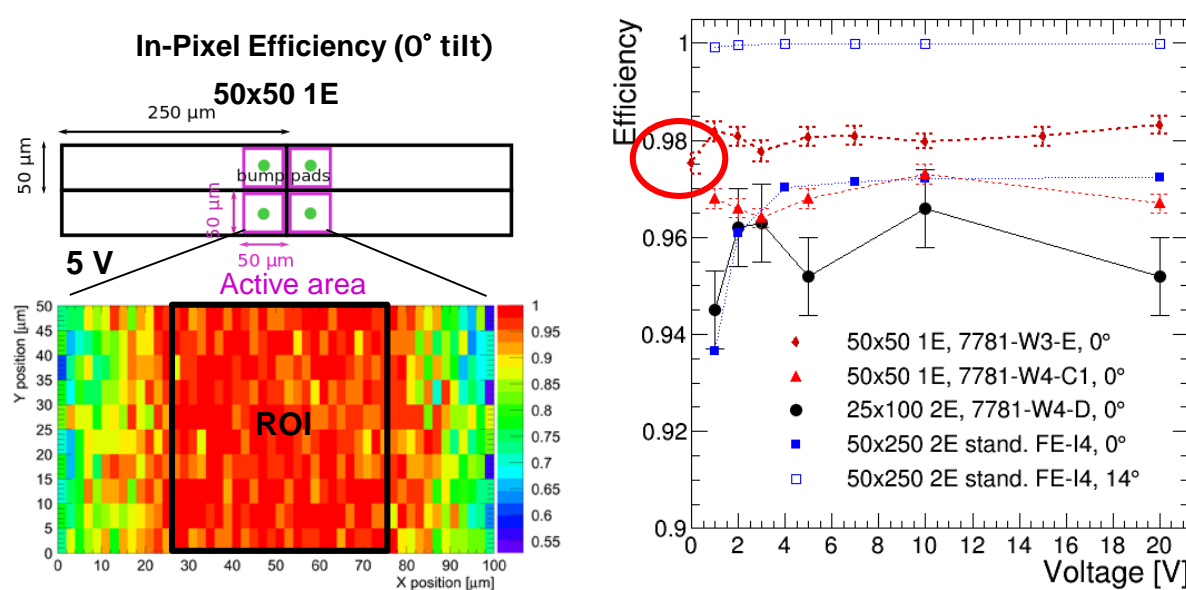 In-Pixel Efficiency (0° tilt)
50x50 1E
250 µm
50 µm
bump pads
50 µm
50 µm
5 V
Active area
Y position [µm]
50
45
40
35
30
25
20
15
10
5
0
ROI
0 10 20 30 40 50 60 70 80 90 100
X position [µm]
1
0.95
0.9
0.85
0.8
0.75
0.7
0.65
0.6
0.55
Efficiency
1
0.98
0.96
0.94
0.92
0.9
50x50 1E, 7781-W3-E, 0°
50x50 1E, 7781-W4-C1, 0°
25x100 2E, 7781-W4-D, 0°
50x250 2E stand. FE-I4, 0°
50x250 2E stand. FE-I4, 14°
0 2 4 6 8 10 12 14 16 18 20
Voltage [V]